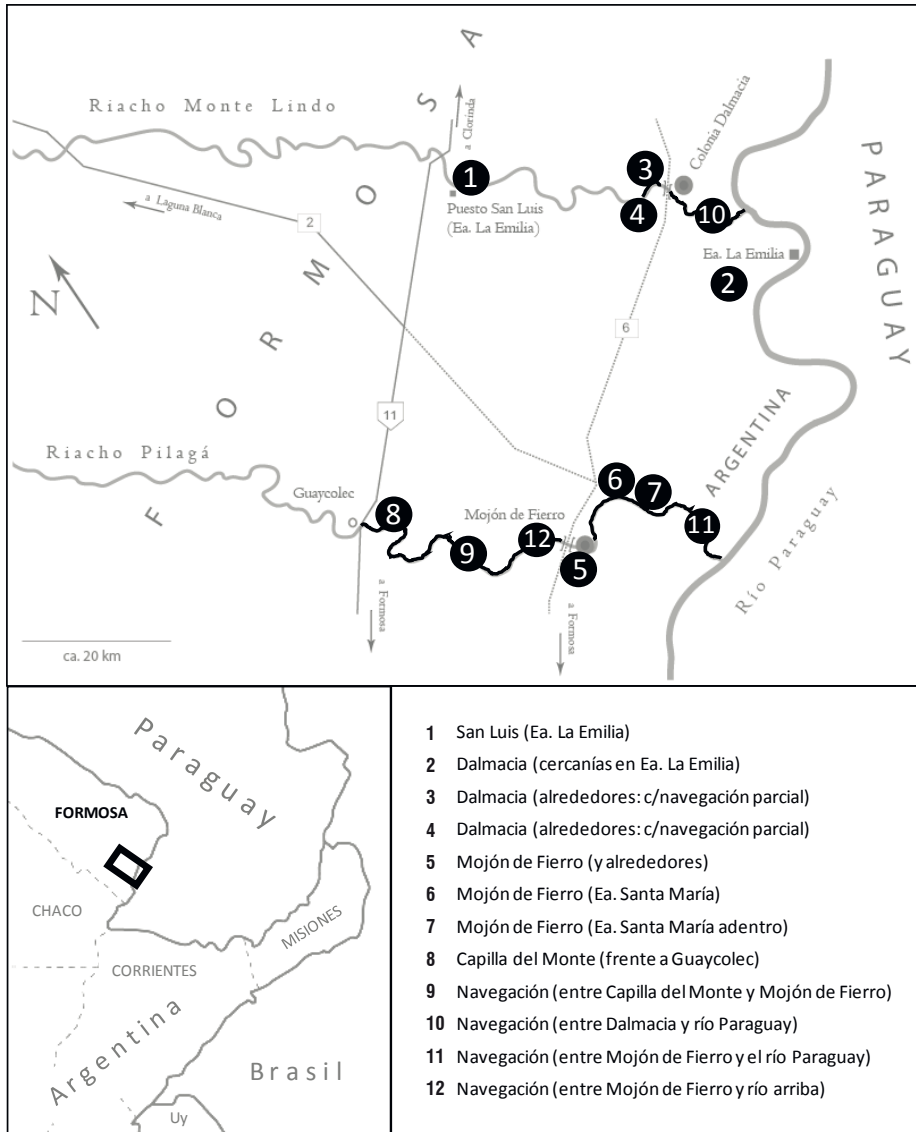 Riacho Monte Lindo
F O R M O S A
a Clorinda
Colonia Dalmacia
PARAGUAY
a Laguna Blanca
2
1
Puesto San Luis
(Ea. La Emilia)
3
4
10
Ea. La Emilia
2
N
6
11
ARGENTINA
Riacho Pilagá
Guaycolec
8
9
Mojón de Fierro
12
5
6
7
11
Río Paraguay
a Formosa
a Formosa
ca. 20 km
Paraguay
FORMOSA
CHACO
MISIONES
CORRIENTES
Argentina
Brasil
Uy
1 San Luis (Ea. La Emilia)
2 Dalmacia (cercanías en Ea. La Emilia)
3 Dalmacia (alrededores: c/navegación parcial)
4 Dalmacia (alrededores: c/navegación parcial)
5 Mojón de Fierro (y alrededores)
6 Mojón de Fierro (Ea. Santa María)
7 Mojón de Fierro (Ea. Santa María adentro)
8 Capilla del Monte (frente a Guaycolec)
9 Navegación (entre Capilla del Monte y Mojón de Fierro)
10 Navegación (entre Dalmacia y río Paraguay)
11 Navegación (entre Mojón de Fierro y el río Paraguay)
12 Navegación (entre Mojón de Fierro y río arriba)